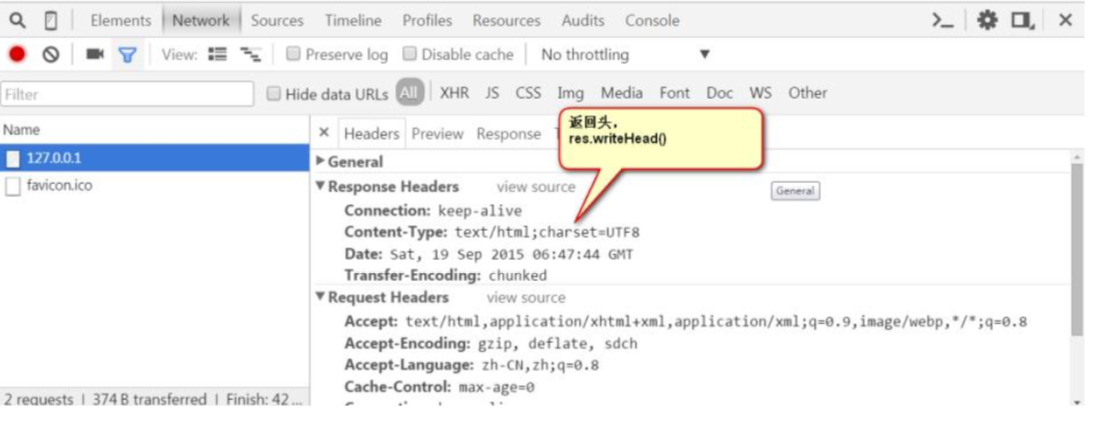 Elements Network Sources Timeline Profiles Resources Audits Console
View: Preserve log Disable cache No throttling
Filter Hide data URLs All XHR JS CSS Img Media Font Doc WS Other
Name
127.0.0.1
favicon.ico
2 requests | 374 B transferred | Finish: 42 ...
Headers Preview Response
返回头,
res.writeHead()
General
Response Headers view source
General
Connection: keep-alive
Content-Type: text/html;charset=UTF8
Date: Sat, 19 Sep 2015 06:47:44 GMT
Transfer-Encoding: chunked
Request Headers view source
Accept: text/html,application/xhtml+xml,application/xml;q=0.9,image/webp,*/*;q=0.8
Accept-Encoding: gzip, deflate, sdch
Accept-Language: zh-CN,zh;q=0.8
Cache-Control: max-age=0